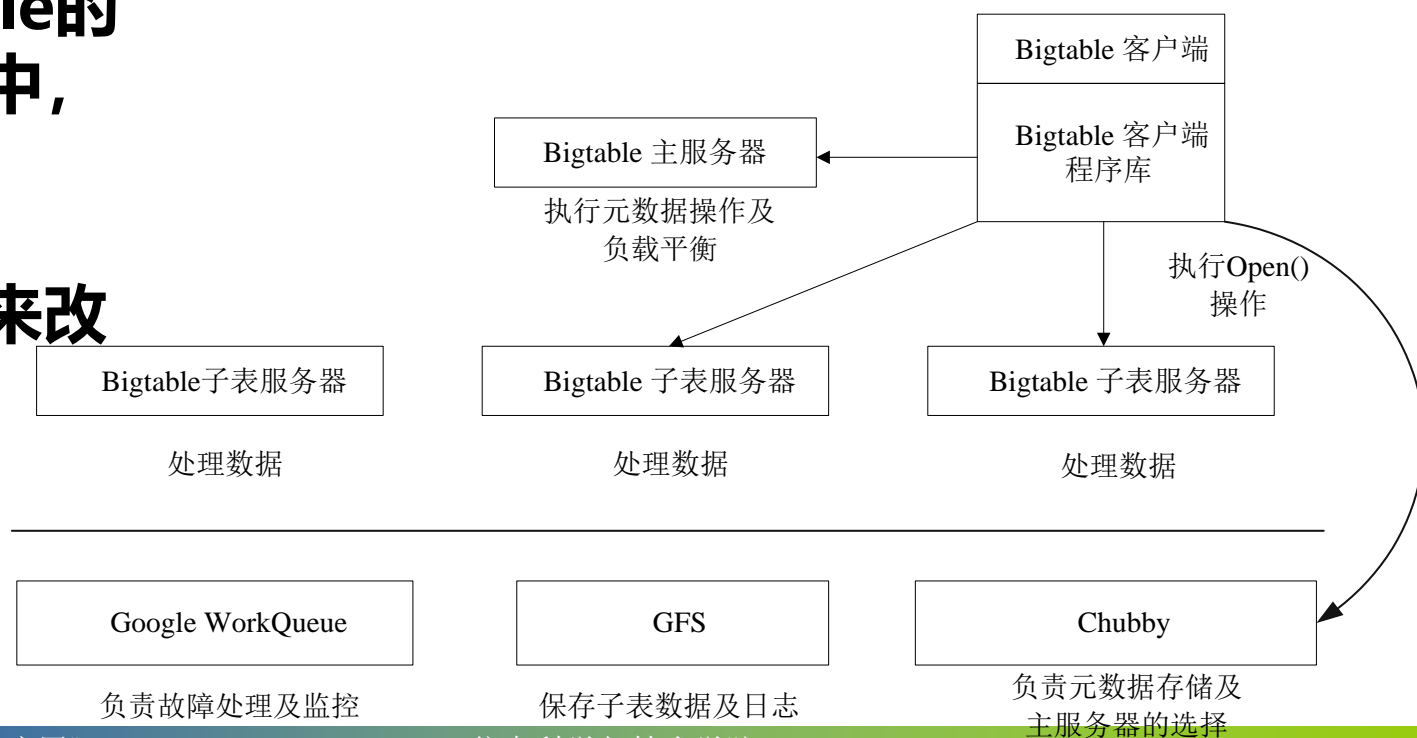 le的
中，
来改
Bigtable 客户端
Bigtable 客户端
程序库
Bigtable 主服务器
执行元数据操作及
负载平衡
执行Open()
操作
Bigtable子表服务器
Bigtable 子表服务器
Bigtable 子表服务器
处理数据
处理数据
处理数据
Google WorkQueue
GFS
Chubby
负责故障处理及监控
保存子表数据及日志
负责元数据存储及
主服务器的选择